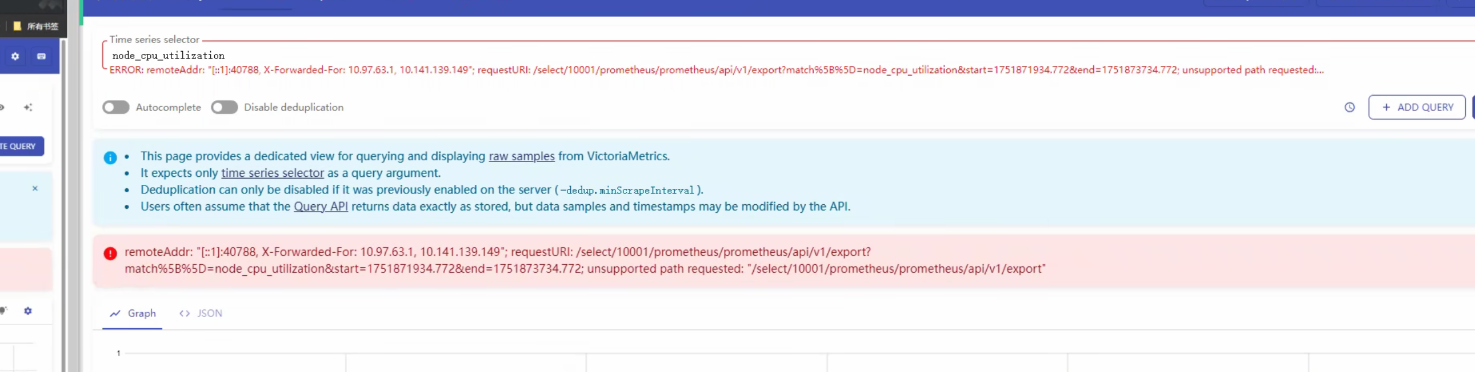 所有书签
Time series selector
node_cpu_utilization
ERROR: remoteAddr: "[::1]:40788, X-Forwarded-For: 10.97.63.1, 10.141.139.149"; requestURI: /select/10001/prometheus/prometheus/api/v1/export?match%5B%5D=node_cpu_utilization&start=1751871934.772&end=1751873734.772; unsupported path requested:...
Autocomplete Disable deduplication + ADD QUERY
TE QUERY
This page provides a dedicated view for querying and displaying raw samples from VictoriaMetrics.
It expects only time series selector as a query argument.
Deduplication can only be disabled if it was previously enabled on the server (-dedup.minScrapeInterval).
Users often assume that the Query API returns data exactly as stored, but data samples and timestamps may be modified by the API.
remoteAddr: "[::1]:40788, X-Forwarded-For: 10.97.63.1, 10.141.139.149"; requestURI: /select/10001/prometheus/prometheus/api/v1/export?
match%5B%5D=node_cpu_utilization&start=1751871934.772&end=1751873734.772; unsupported path requested: "/select/10001/prometheus/prometheus/api/v1/export"
Graph <> JSON
1